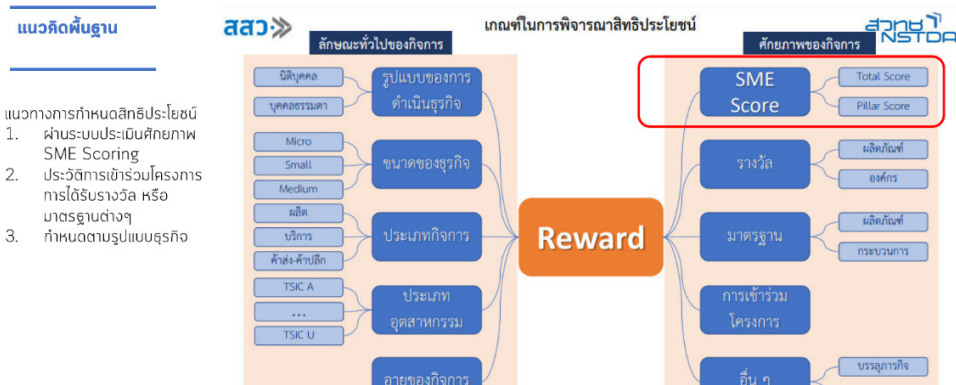 แนวคิดพื้นฐาน
สสว
เกณฑ์ในการพิจารณาสิทธิประโยชน์
สวทช
NSTDA
แนวทางการกำหนดสิทธิประโยชน์
1. ผ่านระบบประเมินศักยภาพ
SME Scoring
2. ประวัติการเข้าร่วมโครงการ
การได้รับรางวัล หรือ
มาตรฐานต่างๆ
3. กำหนดตามรูปแบบธุรกิจ
ลักษณะทั่วไปของกิจการ
นิติบุคคล
บุคคลธรรมดา
รูปแบบของการ
ดำเนินธุรกิจ
Micro
Small
Medium
ขนาดของธุรกิจ
ผลิต
บริการ
ค้าส่ง-ค้าปลีก
ประเภทกิจการ
TSIC A
...
TSIC U
ประเภท
อุตสาหกรรม
อายุของกิจการ
Reward
ศักยภาพของกิจการ
SME
Score
Total Score
Pillar Score
รางวัล
ผลิตภัณฑ์
องค์กร
มาตรฐาน
ผลิตภัณฑ์
กระบวนการ
การเข้าร่วม
โครงการ
อื่น ๆ
บรรลุภารกิจ